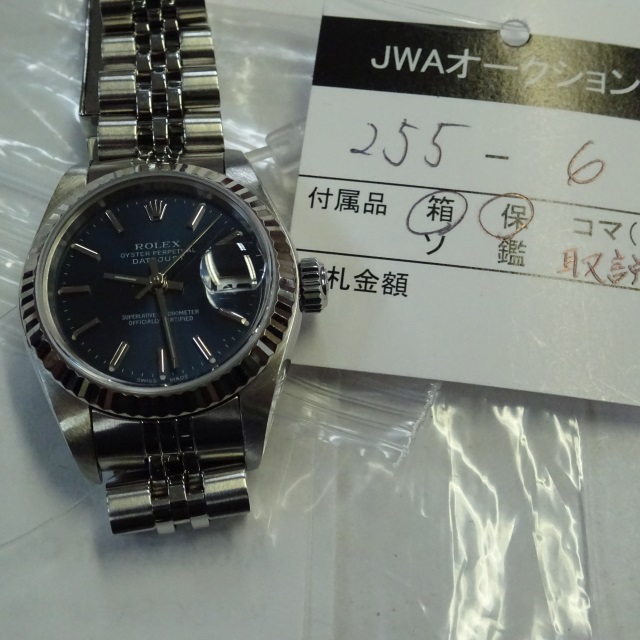 ROLEX
OYSTER PERPETUAL
DATEJUST
SUPERLATIVE CHRONOMETER
OFFICIALLY CERTIFIED
JWAオークション
255-6
付属品 箱 保 コマ(
ソ 鑑 取説
札金額